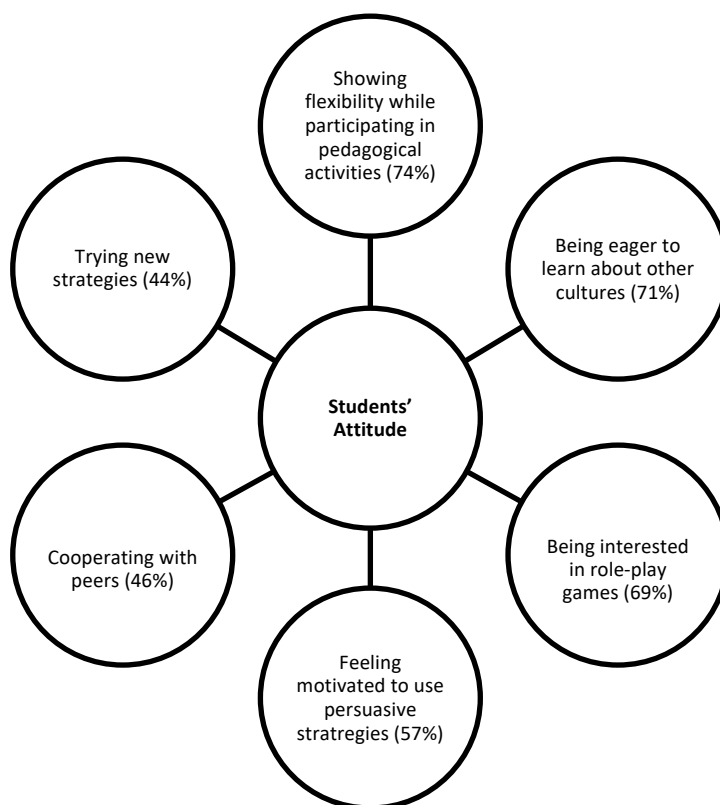 Showing
flexibility while
participating in
pedagogical
activities (74%)
Being eager to
learn about other
cultures (71%)
Being interested
in role-play
games (69%)
Feeling
motivated to use
persuasive
stratregies (57%)
Cooperating with
peers (46%)
Trying new
strategies (44%)
Students’
Attitude